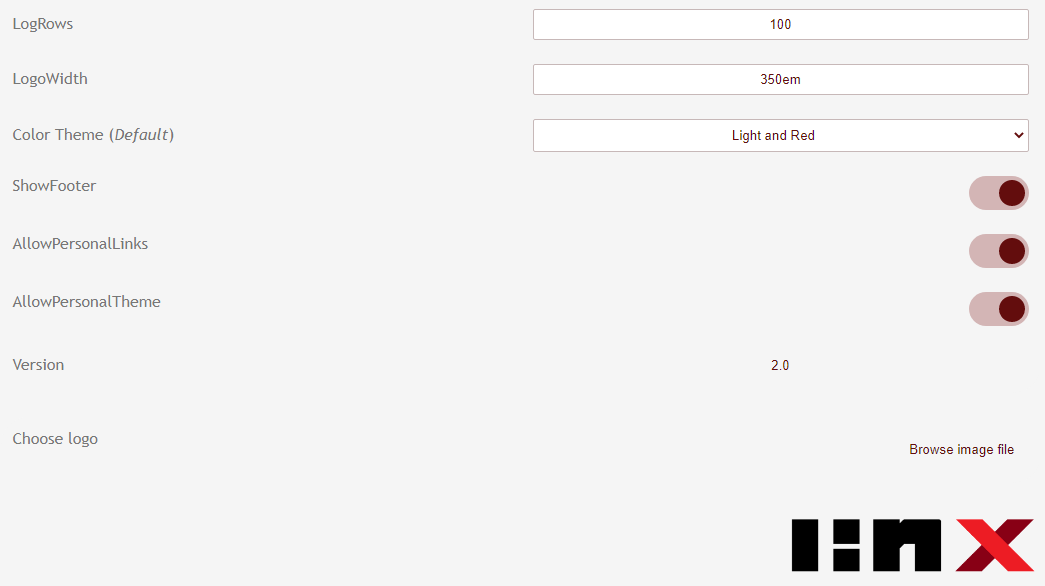 LogRows
100
LogoWidth
350em
Color Theme (Default)
Light and Red
ShowFooter
AllowPersonalLinks
AllowPersonalTheme
Version
2.0
Choose logo
Browse image file
linx